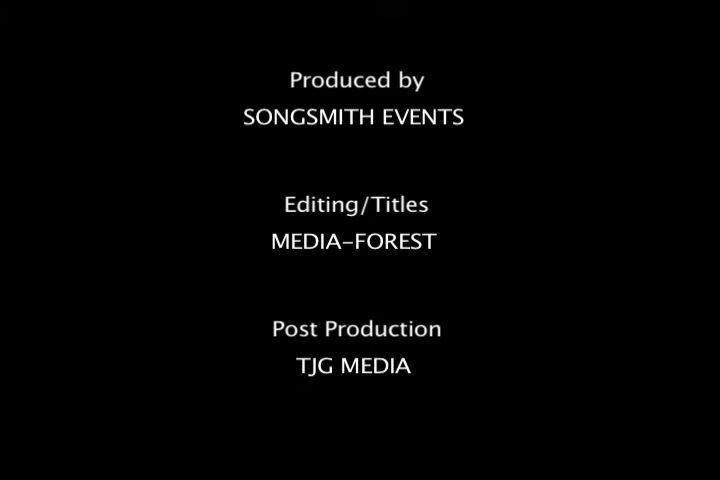 Produced by
SONGSMITH EVENTS
Editing/Titles
MEDIA-FOREST
Post Production
TJG MEDIA